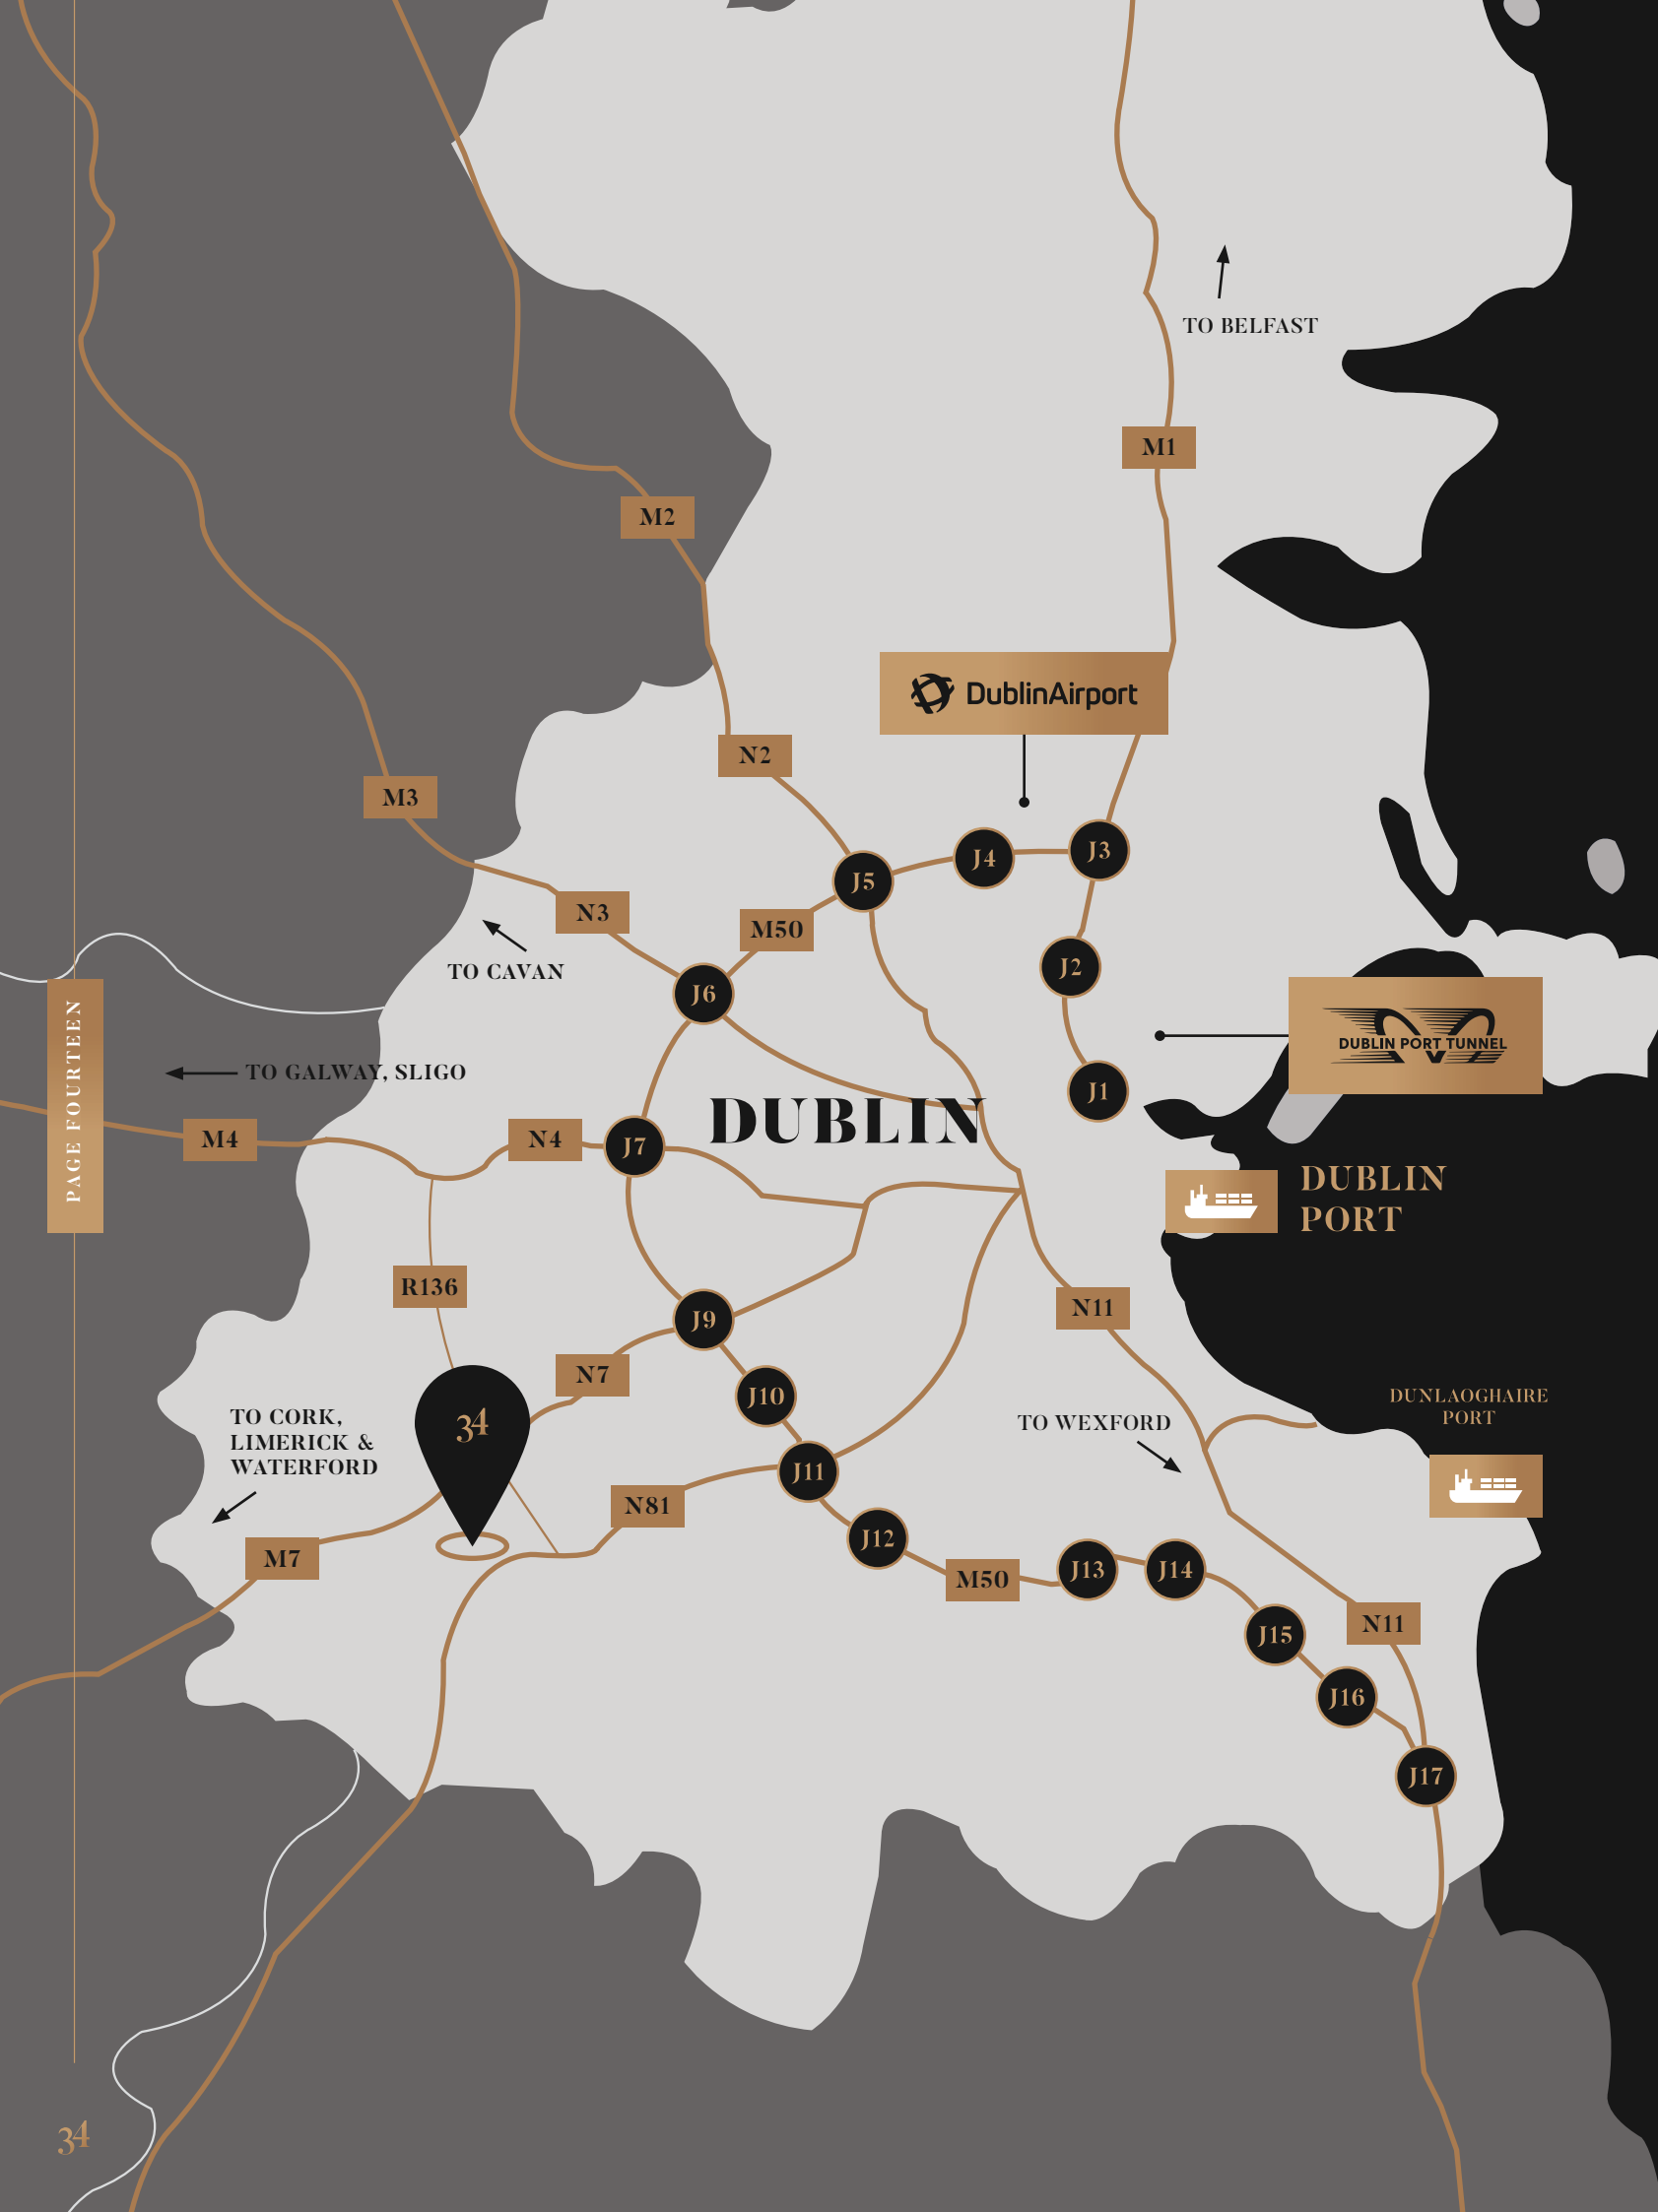 TO BELFAST
M1
M2
DublinAirport
N2
M3
J3
J4
J5
N3
M50
TO CAVAN
J2
J6
PAGE FOURTEEN
DUBLIN PORT TUNNEL
TO GALWAY, SLIGO
J1
DUBLIN
M4
N4
J7
DUBLIN
PORT
R136
N11
J9
N7
J10
DUNLAOGHAIRE
PORT
TO CORK,
LIMERICK &
WATERFORD
34
TO WEXFORD
J11
N81
J12
M7
M50
J13
J14
N11
J15
J16
J17
34